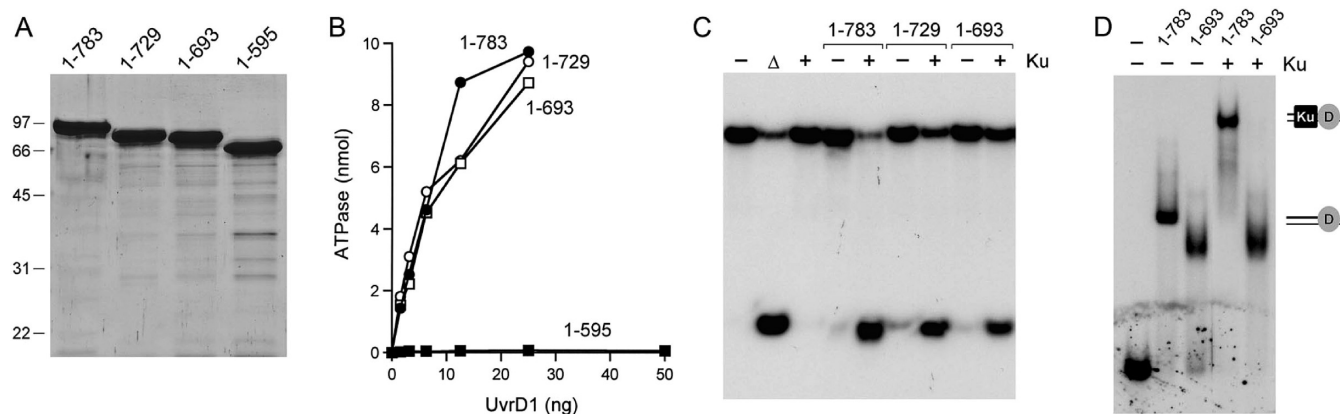 A
1-783
1-729
1-693
1-595
97
66
45
31
22
B
ATPase (nmol)
10
8
6
4
2
0
1-783
1-729
1-693
1-595
0 10 20 30 40 50
UvrD1 (ng)
C
1-783 1-729 1-693
– Δ + – + – + – + Ku
D
– 1-783 1-693 1-783 1-693
+ + Ku
Ku D
D